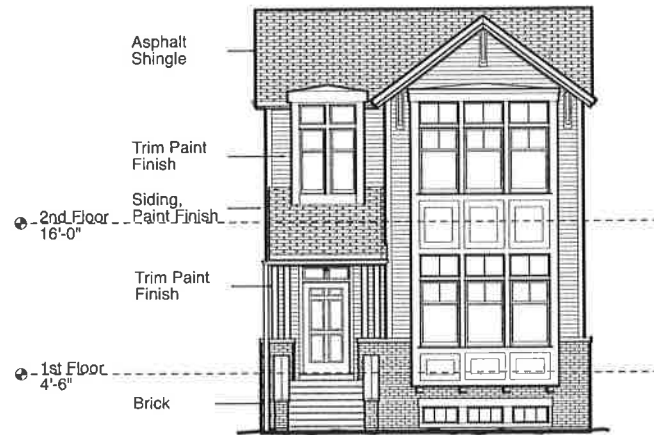 Asphalt
Shingle
Trim Paint
Finish
Siding,
Paint Finish
2nd Floor
16'-0"
Trim Paint
Finish
1st Floor
4'-6"
Brick